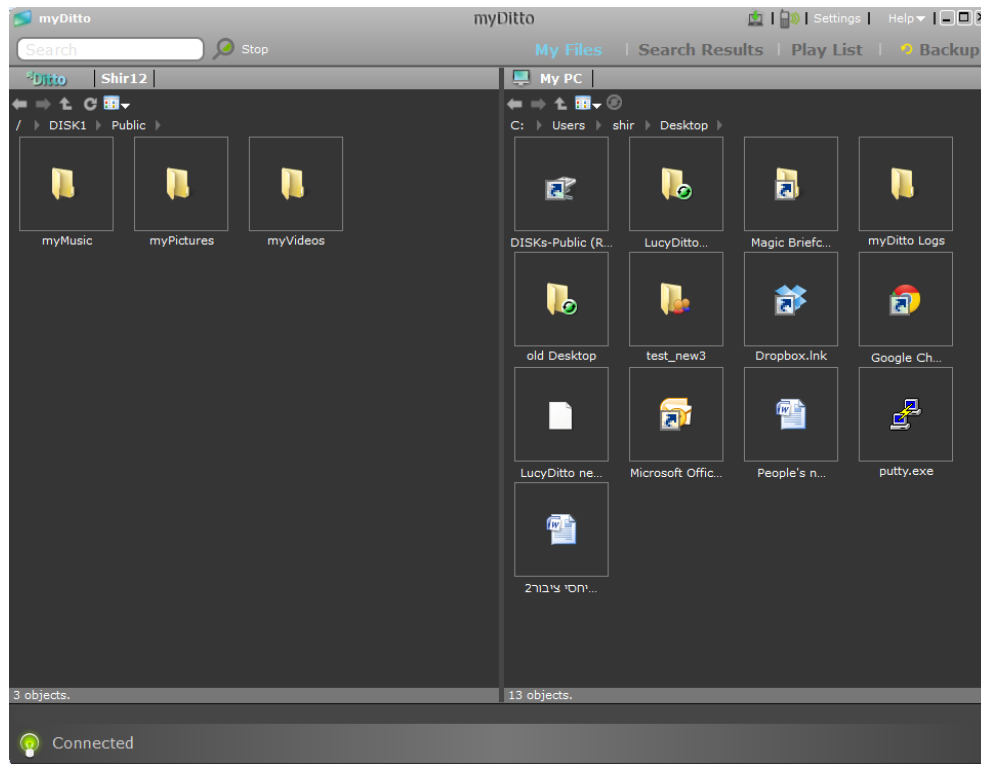 myDitto
myDitto
Settings
Help
Search
Stop
My Files
Search Results
Play List
Backup
Ditto
Shir12
/ DISK1 Public
myMusic
myPictures
myVideos
3 objects.
My PC
C: Users shir Desktop
DISKs-Public (R...
LucyDitto...
Magic Briefc...
myDitto Logs
old Desktop
test_new3
Dropbox.lnk
Google Ch...
LucyDitto ne...
Microsoft Offic...
People's n...
putty.exe
יחסי ציבור2...
13 objects.
Connected